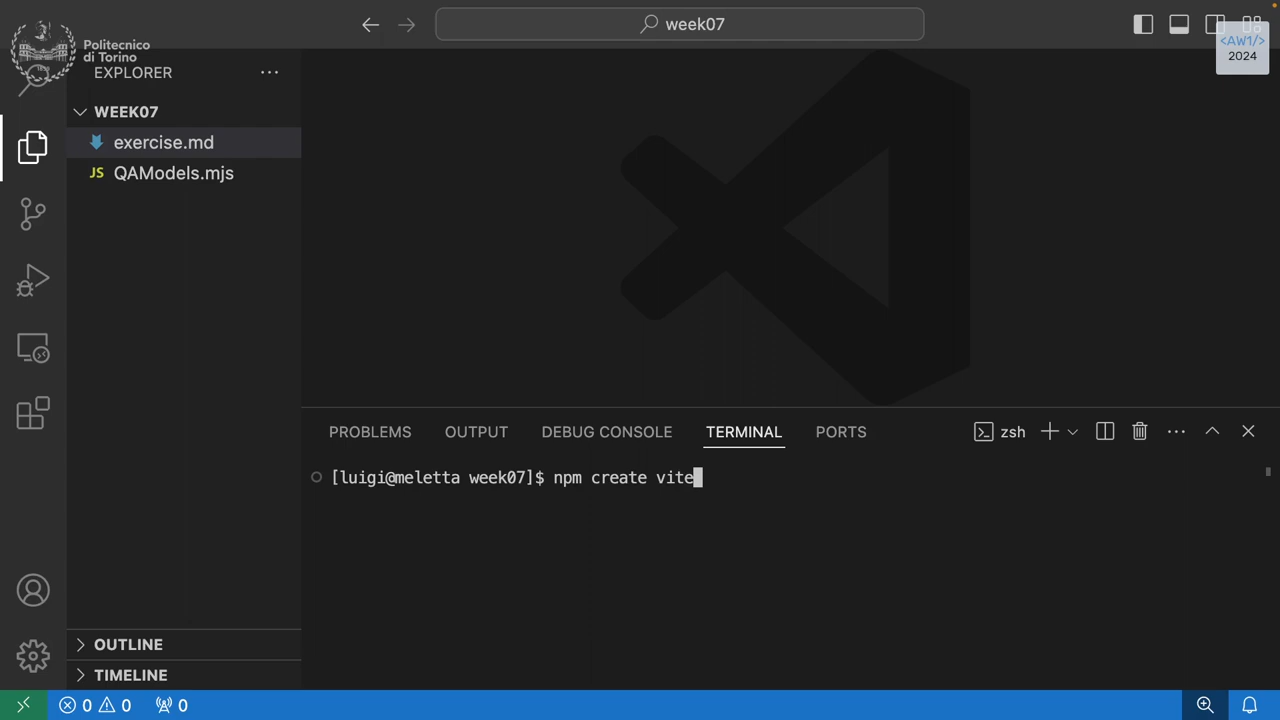 week07
Politecnico
di Torino
<AW1/>
2024
EXPLORER
WEEK07
exercise.md
JS QAModels.mjs
PROBLEMS OUTPUT DEBUG CONSOLE TERMINAL PORTS zsh
[luigi@meletta week07]$ npm create vite
OUTLINE
TIMELINE
0 0 0